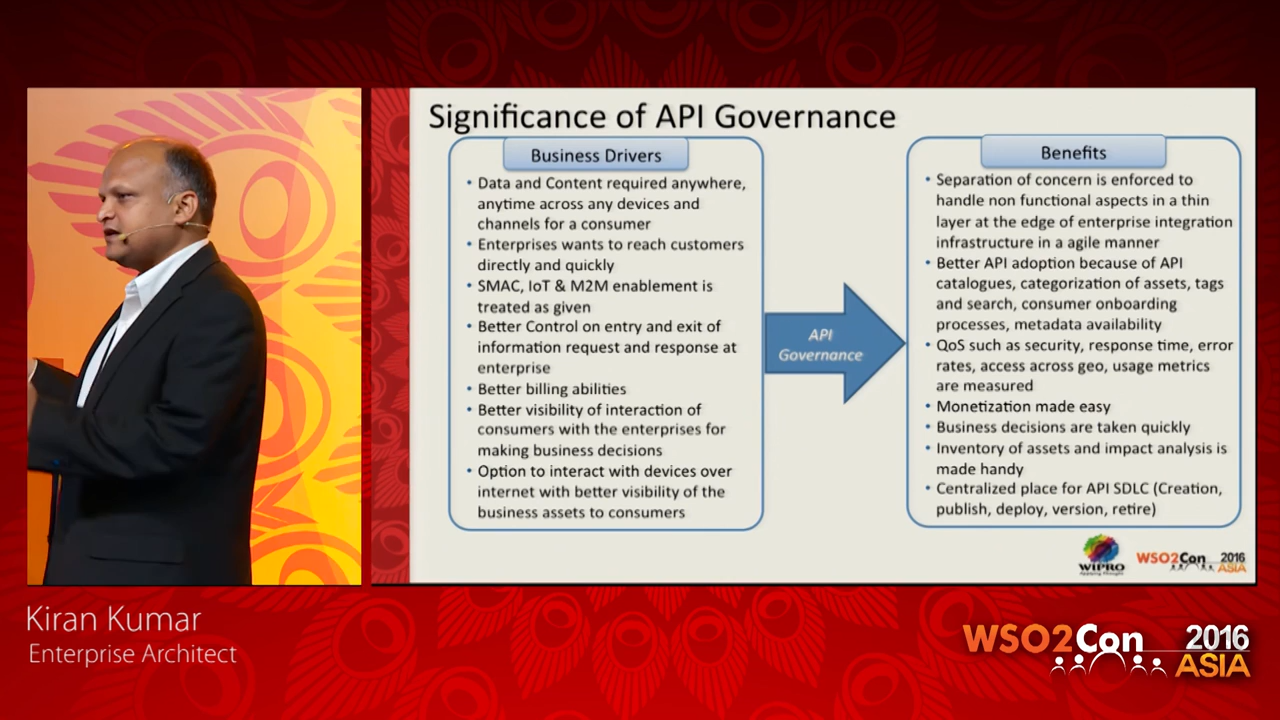 Significance of API Governance
Business Drivers
• Data and Content required anywhere,
anytime across any devices and
channels for a consumer
• Enterprises wants to reach customers
directly and quickly
• SMAC, IoT & M2M enablement is
treated as given
• Better Control on entry and exit of
information request and response at
enterprise
• Better billing abilities
• Better visibility of interaction of
consumers with the enterprises for
making business decisions
• Option to interact with devices over
internet with better visibility of the
business assets to consumers
API
Governance
Benefits
• Separation of concern is enforced to
handle non functional aspects in a thin
layer at the edge of enterprise integration
infrastructure in a agile manner
• Better API adoption because of API
catalogues, categorization of assets, tags
and search, consumer onboarding
processes, metadata availability
• QoS such as security, response time, error
rates, access across geo, usage metrics
are measured
• Monetization made easy
• Business decisions are taken quickly
• Inventory of assets and impact analysis is
made handy
• Centralized place for API SDLC (Creation,
publish, deploy, version, retire)
WIPRO
Applying Thought
WSO2Con 2016
ASIA
Kiran Kumar
Enterprise Architect
WSO2Con 2016
ASIA